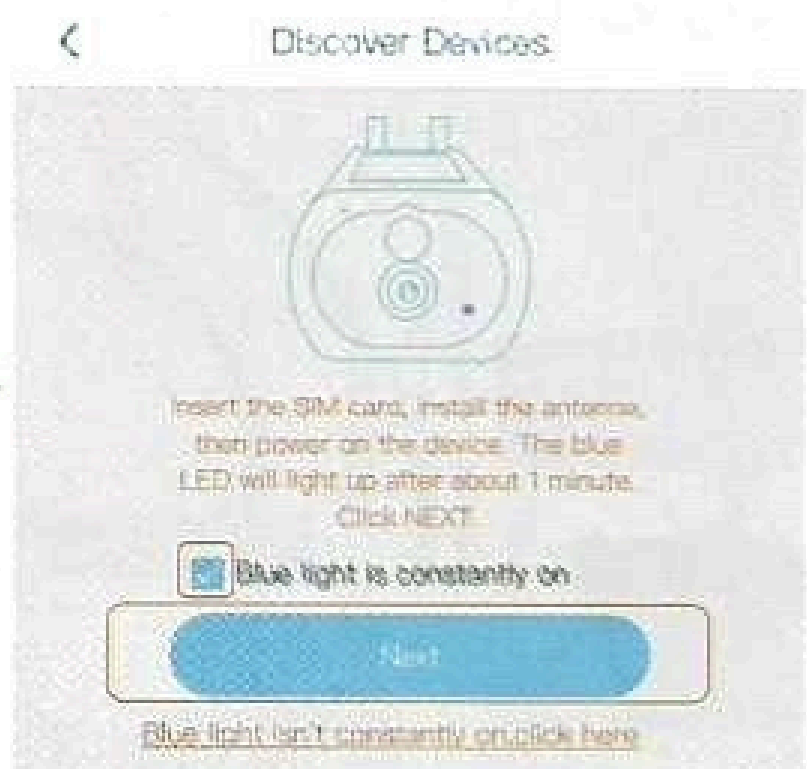 Discover Devices
Insert the SIM card, install the antenna,
then power on the device. The blue
LED will light up after about 1 minute.
Click NEXT
Blue light is constantly on
Next
Blue light isn't constantly on,click here